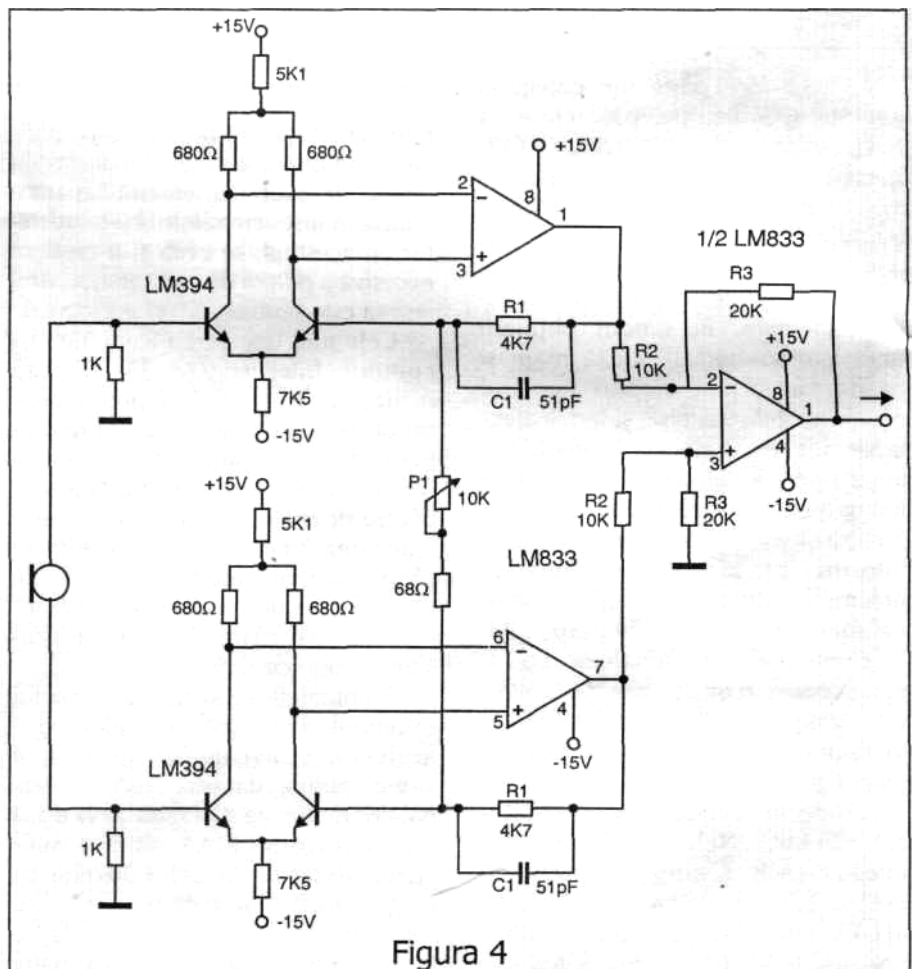 +15V
5K1
680Ω
680Ω
+15V
2
8
1
3
1/2 LM833
LM394
R3
20K
R1
4K7
R2
10K
+15V
1K
C1
51pF
2
8
1
3
4
7K5
-15V
-15V
+15V
P1
10K
R2
10K
R3
20K
5K1
LM833
68Ω
680Ω
680Ω
6
7
5
4
-15V
LM394
R1
4K7
1K
C1
51pF
7K5
-15V
Figura 4